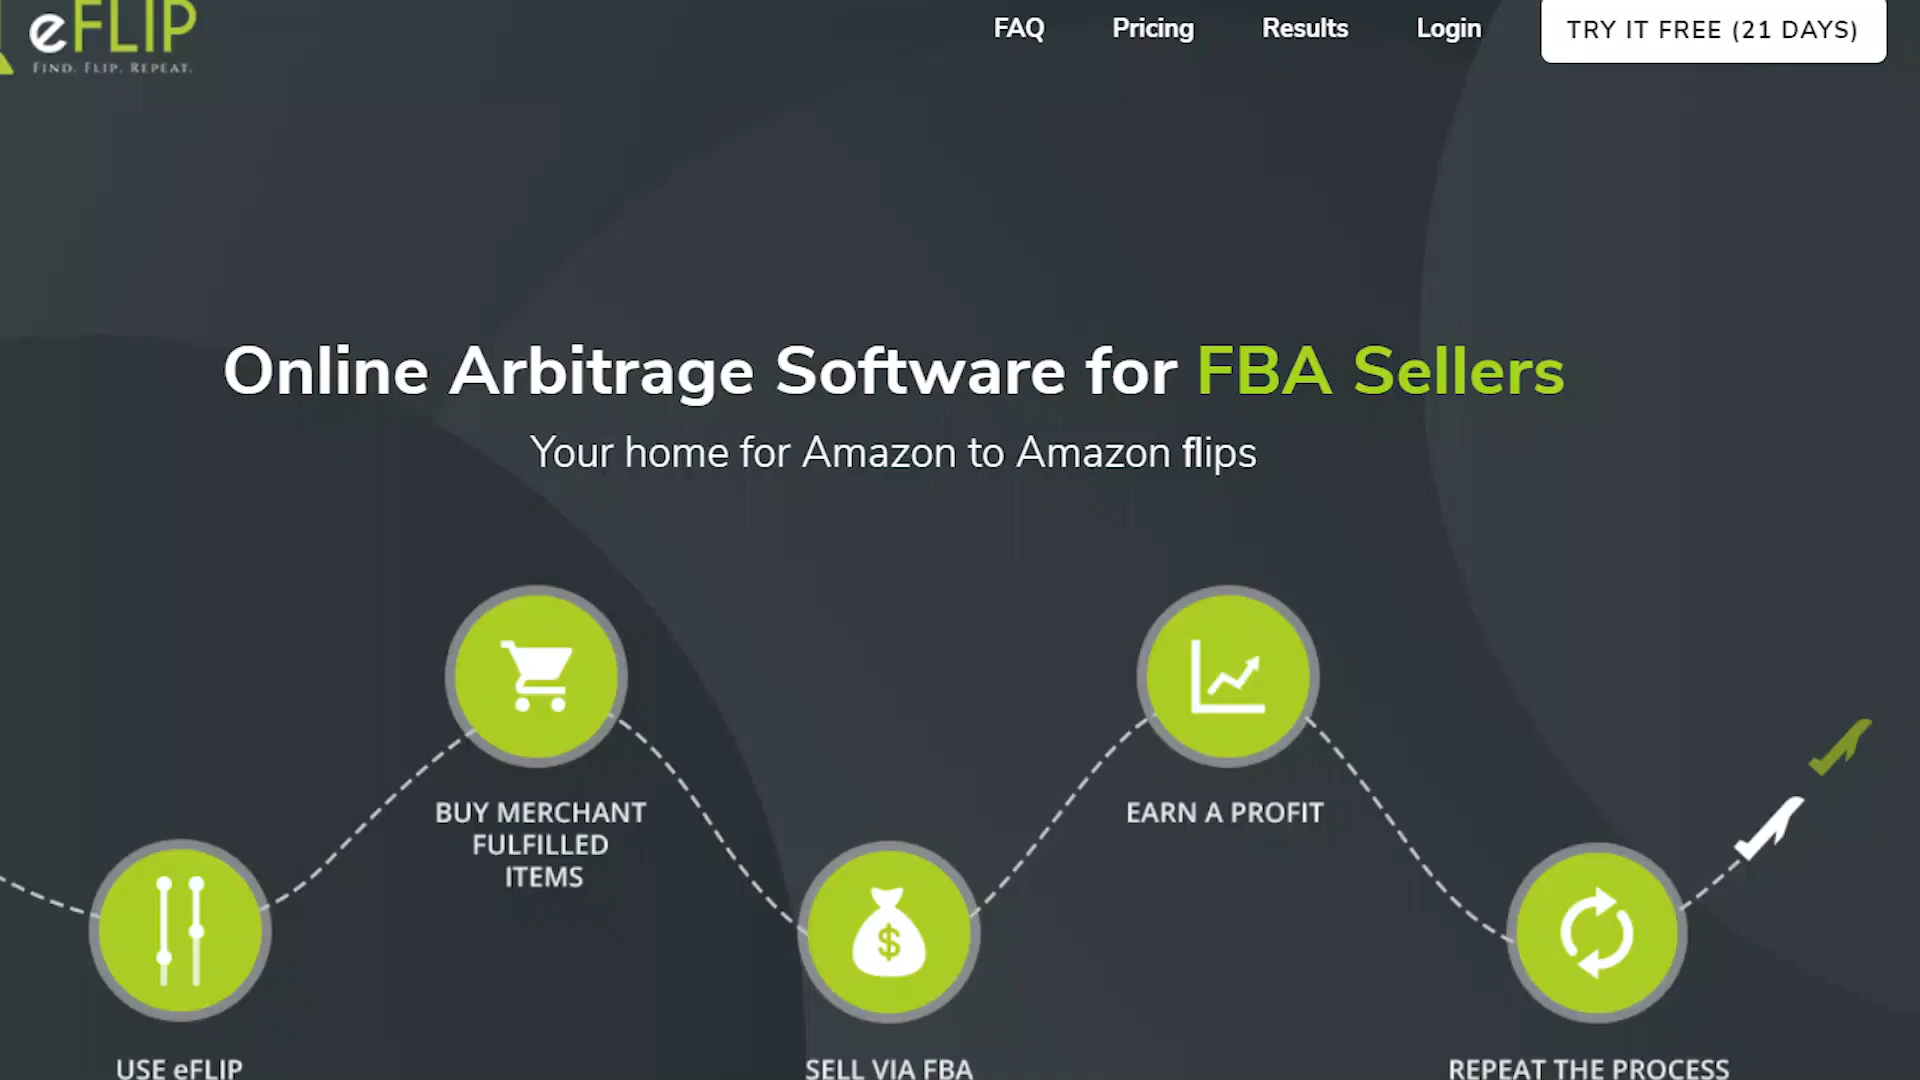 eFLIP
FIND. FLIP. REPEAT.
FAQ
Pricing
Results
Login
TRY IT FREE (21 DAYS)
Online Arbitrage Software for FBA Sellers
Your home for Amazon to Amazon flips
BUY MERCHANT
FULFILLED
ITEMS
EARN A PROFIT
$
USE eFLIP
SELL VIA FBA
REPEAT THE PROCESS